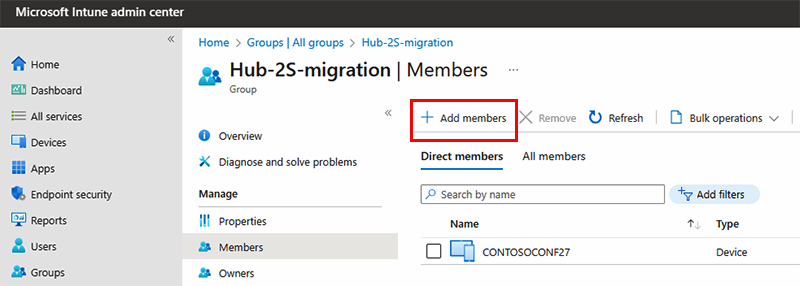 Microsoft Intune admin center
«
Home
Dashboard
All services
Devices
Apps
Endpoint security
Reports
Users
Groups
Home > Groups | All groups > Hub-2S-migration
Hub-2S-migration | Members ...
Group
«
Overview
Diagnose and solve problems
Manage
Properties
Members
Owners
+ Add members Remove Refresh Bulk operations
Direct members All members
Search by name Add filters
Name ↑↓ Type
CONTOSOCONF27 Device